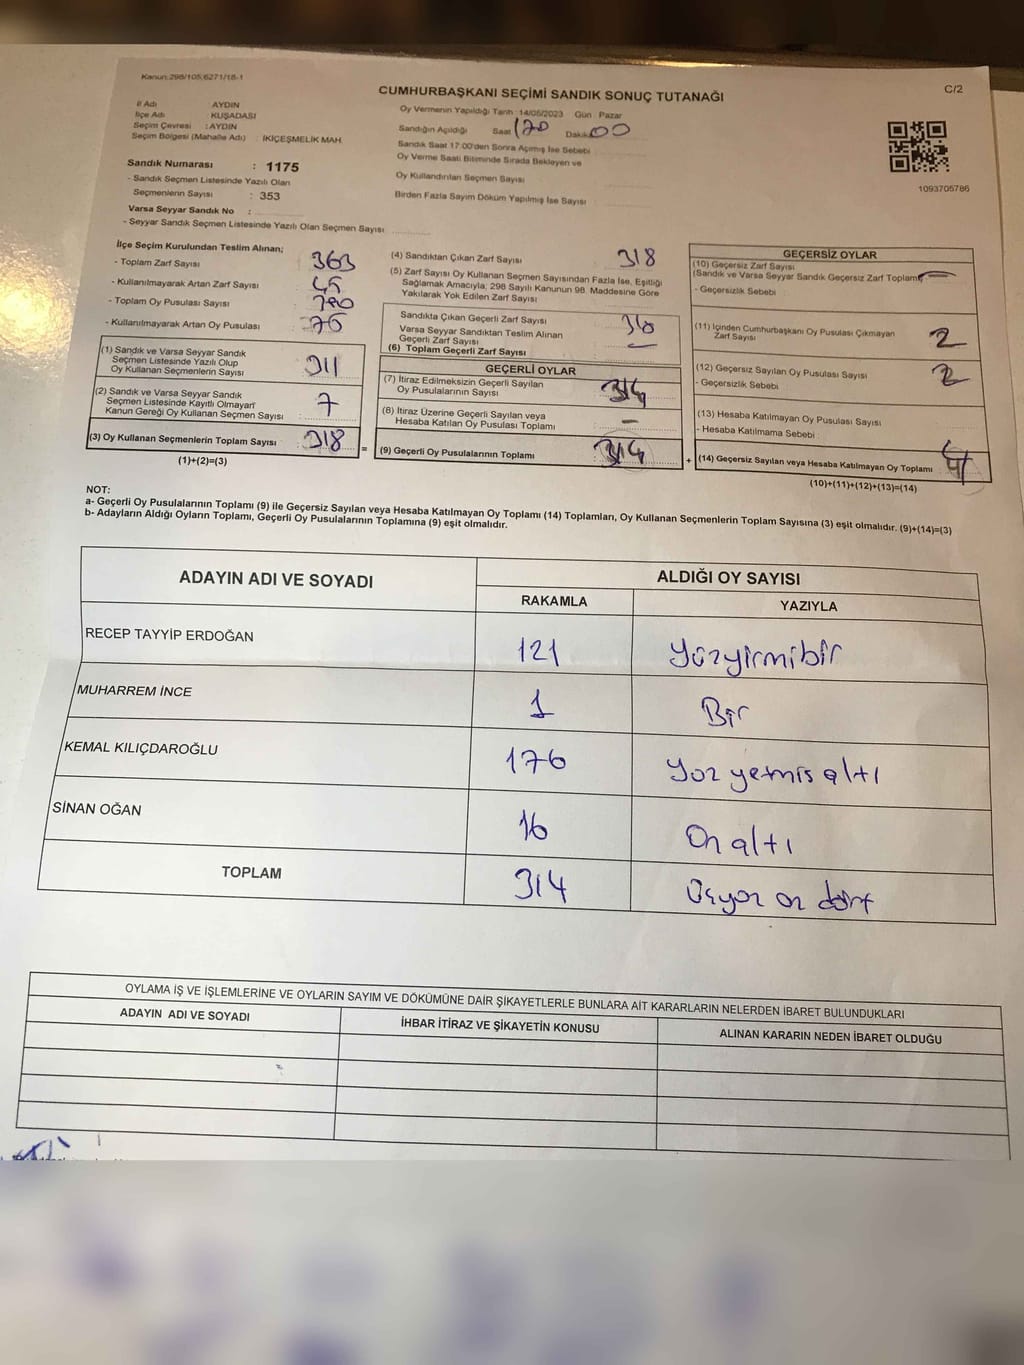 Kanun:298/105,6271/18-1
C/2
CUMHURBAŞKANI SEÇİMİ SANDIK SONUÇ TUTANAĞI
İl Adı AYDIN
İlçe Adı KUŞADASI
Seçim Çevresi : AYDIN
Seçim Bölgesi (Mahalle Adı) : İKİÇEŞMELİK MAH.
Sandık Numarası : 1175
- Sandık Seçmen Listesinde Yazılı Olan
Seçmenlerin Sayısı : 353
Varsa Seyyar Sandık No :
- Seyyar Sandık Seçmen Listesinde Yazılı Olan Seçmen Sayısı
Oy Vermenin Yapıldığı Tarih :14/05/2023 Gün : Pazar
Sandığın Açıldığı Saat Dakika 00
Sandık Saat 17:00'den Sonra Açılmış İse Sebebi
Oy Verme Saati Bitiminde Sırada Bekleyen ve
Oy Kullandırılan Seçmen Sayısı
Birden Fazla Sayım Döküm Yapılmış İse Sayısı :
1093705786
İlçe Seçim Kurulundan Teslim Alınan;
- Toplam Zarf Sayısı : 363
- Kullanılmayarak Artan Zarf Sayısı : 45
- Toplam Oy Pusulası Sayısı :
- Kullanılmayarak Artan Oy Pusulası : 76
(1) Sandık ve Varsa Seyyar Sandık
Seçmen Listesinde Yazılı Olup
Oy Kullanan Seçmenlerin Sayısı : 311
(2) Sandık ve Varsa Seyyar Sandık
Seçmen Listesinde Kayıtlı Olmayan
Kanun Gereği Oy Kullanan Seçmen Sayısı : 7
(3) Oy Kullanan Seçmenlerin Toplam Sayısı : 318
(1)+(2)=(3)
=
(4) Sandıktan Çıkan Zarf Sayısı : 318
(5) Zarf Sayısı Oy Kullanan Seçmen Sayısından Fazla İse, Eşitliği
Sağlamak Amacıyla; 298 Sayılı Kanunun 98. Maddesine Göre
Yakılarak Yok Edilen Zarf Sayısı
Sandıkta Çıkan Geçerli Zarf Sayısı :
Varsa Seyyar Sandıktan Teslim Alınan
Geçerli Zarf Sayısı : —
(6) Toplam Geçerli Zarf Sayısı
GEÇERLİ OYLAR
(7) İtiraz Edilmeksizin Geçerli Sayılan
Oy Pusulalarının Sayısı : 314
(8) İtiraz Üzerine Geçerli Sayılan veya
Hesaba Katılan Oy Pusulası Toplamı : —
(9) Geçerli Oy Pusulalarının Toplamı : 314
+
GEÇERSİZ OYLAR
(10) Geçersiz Zarf Sayısı
(Sandık ve Varsa Seyyar Sandık Geçersiz Zarf Toplamı) —
- Geçersizlik Sebebi :
(11) İçinden Cumhurbaşkanı Oy Pusulası Çıkmayan
Zarf Sayısı : 2
(12) Geçersiz Sayılan Oy Pusulası Sayısı : 2
- Geçersizlik Sebebi
(13) Hesaba Katılmayan Oy Pusulası Sayısı
- Hesaba Katılmama Sebebi :
(14) Geçersiz Sayılan veya Hesaba Katılmayan Oy Toplamı : 4
(10)+(11)+(12)+(13)=(14)
NOT:
a- Geçerli Oy Pusulalarının Toplamı (9) ile Geçersiz Sayılan veya Hesaba Katılmayan Oy Toplamı (14) Toplamları, Oy Kullanan Seçmenlerin Toplam Sayısına (3) eşit olmalıdır. (9)+(14)=(3)
b- Adayların Aldığı Oyların Toplamı, Geçerli Oy Pusulalarının Toplamına (9) eşit olmalıdır.
ADAYIN ADI VE SOYADI
ALDIĞI OY SAYISI
RAKAMLA YAZIYLA
RECEP TAYYİP ERDOĞAN 121 Yüzyirmibir
MUHARREM İNCE 1 Bir
KEMAL KILIÇDAROĞLU 176 Yüz yetmiş altı
SİNAN OĞAN 16 On altı
TOPLAM 314 Üçyüz on dört
OYLAMA İŞ VE İŞLEMLERİNE VE OYLARIN SAYIM VE DÖKÜMÜNE DAİR ŞİKAYETLERLE BUNLARA AİT KARARLARIN NELERDEN İBARET BULUNDUKLARI
ADAYIN ADI VE SOYADI İHBAR İTİRAZ VE ŞİKAYETİN KONUSU ALINAN KARARIN NEDEN İBARET OLDUĞU